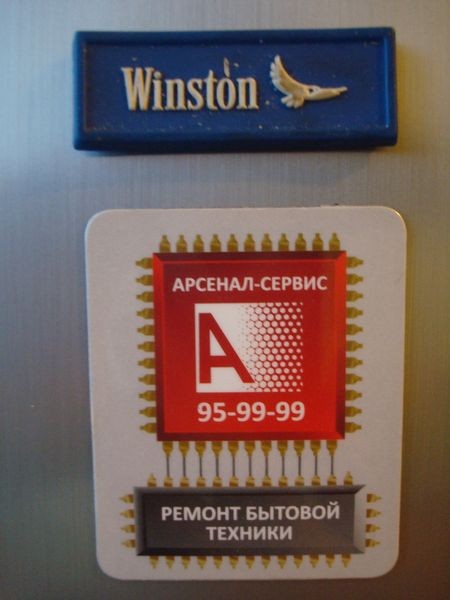 Winston
АРСЕНАЛ-СЕРВИС
А
95-99-99
РЕМОНТ БЫТОВОЙ
ТЕХНИКИ